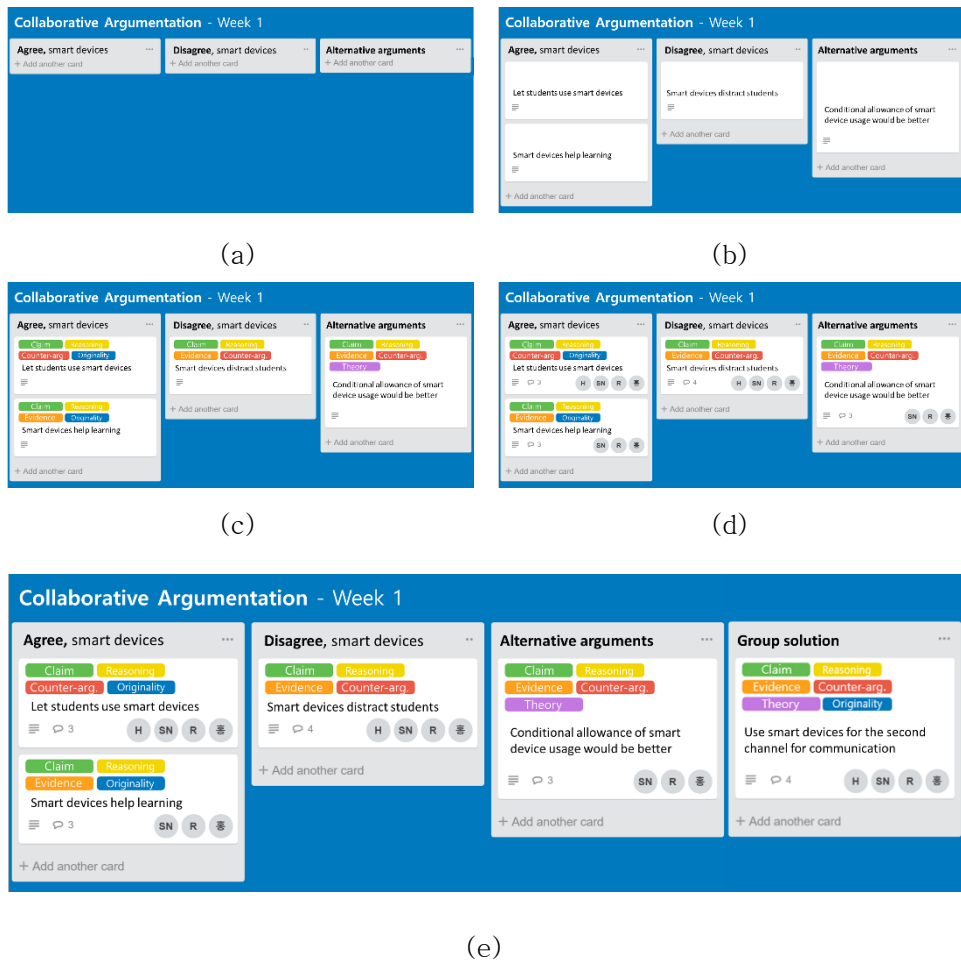 Collaborative Argumentation - Week 1
Agree, smart devices ...
+ Add another card
Disagree, smart devices ..
+ Add another card
Alternative arguments ...
+ Add another card
(a)
Collaborative Argumentation - Week 1
Agree, smart devices ...
Let students use smart devices
Smart devices help learning
+ Add another card
Disagree, smart devices ..
Smart devices distract students
+ Add another card
Alternative arguments ...
Conditional allowance of smart
device usage would be better
+ Add another card
(b)
Collaborative Argumentation - Week 1
Agree, smart devices ...
Claim Reasoning
Counter-arg. Originality
Let students use smart devices
Claim Reasoning
Evidence Originality
Smart devices help learning
+ Add another card
Disagree, smart devices ..
Claim Reasoning
Evidence Counter-arg.
Smart devices distract students
+ Add another card
Alternative arguments ...
Claim Reasoning
Evidence Counter-arg.
Theory
Conditional allowance of smart
device usage would be better
+ Add another card
(c)
Collaborative Argumentation - Week 1
Agree, smart devices ...
Claim Reasoning
Counter-arg. Originality
Let students use smart devices
3 H SN R 홍
Claim Reasoning
Evidence Originality
Smart devices help learning
3 SN R 홍
+ Add another card
Disagree, smart devices ..
Claim Reasoning
Evidence Counter-arg.
Smart devices distract students
4 H SN R 홍
+ Add another card
Alternative arguments ...
Claim Reasoning
Evidence Counter-arg.
Theory
Conditional allowance of smart
device usage would be better
3 SN R 홍
+ Add another card
(d)
Collaborative Argumentation - Week 1
Agree, smart devices ...
Claim Reasoning
Counter-arg. Originality
Let students use smart devices
3 H SN R 홍
Claim Reasoning
Evidence Originality
Smart devices help learning
3 SN R 홍
+ Add another card
Disagree, smart devices ..
Claim Reasoning
Evidence Counter-arg.
Smart devices distract students
4 H SN R 홍
+ Add another card
Alternative arguments ...
Claim Reasoning
Evidence Counter-arg.
Theory
Conditional allowance of smart
device usage would be better
3 SN R 홍
+ Add another card
Group solution ...
Claim Reasoning
Evidence Counter-arg.
Theory Originality
Use smart devices for the second
channel for communication
4 H SN R 홍
+ Add another card
(e)